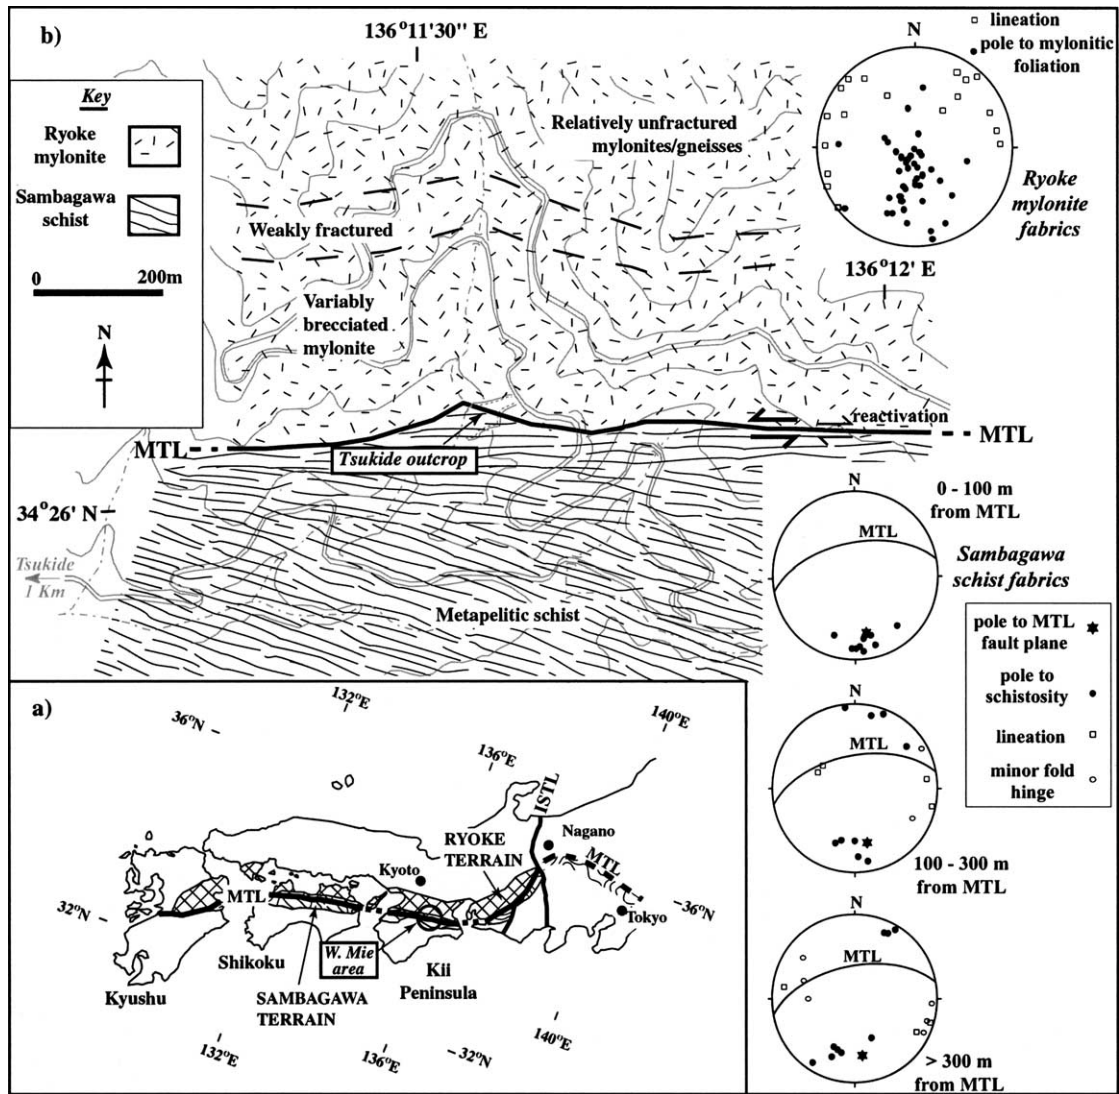 b)
136°11'30" E
Key
Ryoke
mylonite
Sambagawa
schist
0 200m
N
Relatively unfractured
mylonites/gneisses
Weakly fractured
Variably
brecciated
mylonite
reactivation
MTL
MTL
Tsukide outcrop
34°26' N
Tsukide
1 Km
Metapelitic schist
136°12' E
lineation
pole to mylonitic
foliation
N
Ryoke
mylonite
fabrics
0 - 100 m
from MTL
N
MTL
Sambagawa
schist fabrics
pole to MTL
fault plane
pole to
schistosity
lineation
minor fold
hinge
N
MTL
100 - 300 m
from MTL
N
MTL
> 300 m
from MTL
a)
36°N
132°E
140°E
136°E
ISTL
Nagano
RYOKE
TERRAIN
MTL
Kyoto
MTL
36°N
Tokyo
32°N
W. Mie
area
Shikoku
Kii
Peninsula
Kyushu
SAMBAGAWA
TERRAIN
132°E
136°E
32°N
140°E